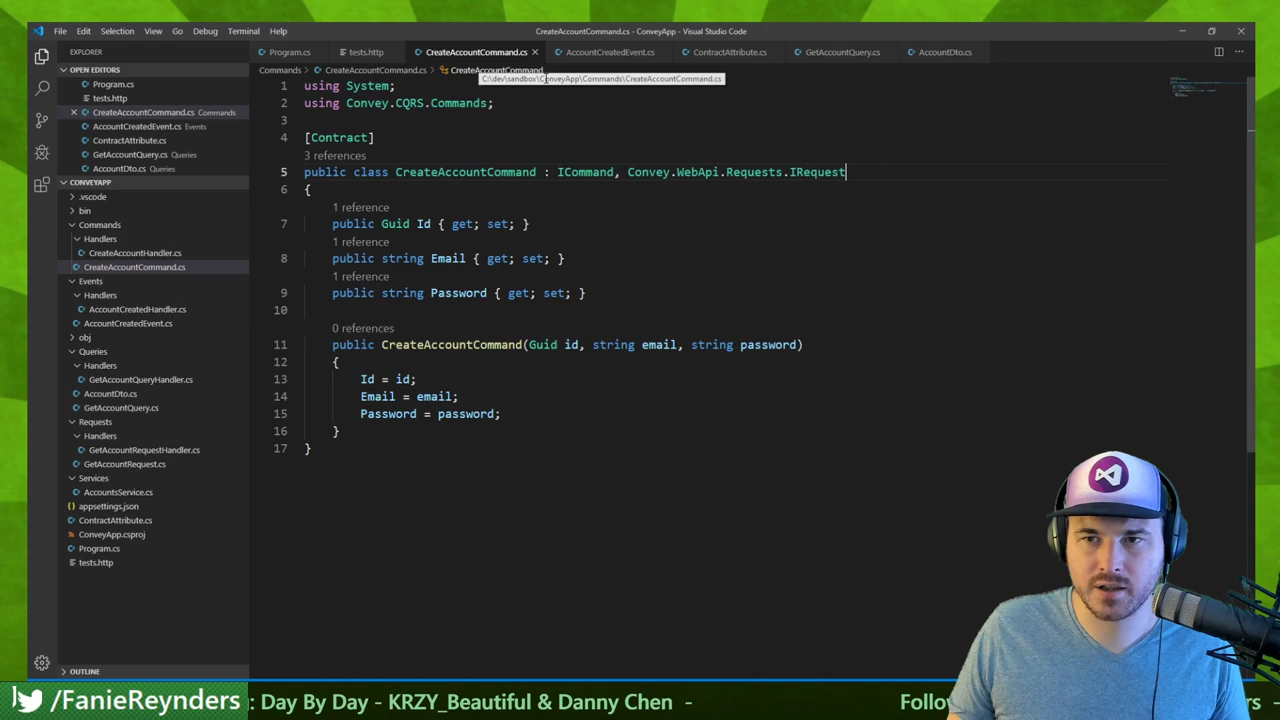 File Edit Selection View Go Debug Terminal Help
CreateAccountCommand.cs - ConveyApp - Visual Studio Code
EXPLORER
OPEN EDITORS
Program.cs
tests.http
CreateAccountCommand.cs Commands
AccountCreatedEvent.cs Events
ContractAttribute.cs
GetAccountQuery.cs Queries
AccountDto.cs Queries
CONVEYAPP
.vscode
bin
Commands
Handlers
CreateAccountHandler.cs
CreateAccountCommand.cs
Events
Handlers
AccountCreatedHandler.cs
AccountCreatedEvent.cs
obj
Queries
Handlers
GetAccountQueryHandler.cs
AccountDto.cs
GetAccountQuery.cs
Requests
Handlers
GetAccountRequestHandler.cs
GetAccountRequest.cs
Services
AccountsService.cs
appsettings.json
ContractAttribute.cs
ConveyApp.csproj
Program.cs
tests.http
OUTLINE
Program.cs tests.http CreateAccountCommand.cs AccountCreatedEvent.cs ContractAttribute.cs GetAccountQuery.cs AccountDto.cs
Commands > CreateAccountCommand.cs > CreateAccountCommand
C:\dev\sandbox\ConveyApp\Commands\CreateAccountCommand.cs
1 using System;
2 using Convey.CQRS.Commands;
3
4 [Contract]
3 references
5 public class CreateAccountCommand : ICommand, Convey.WebApi.Requests.IRequest
6 {
1 reference
7 public Guid Id { get; set; }
1 reference
8 public string Email { get; set; }
1 reference
9 public string Password { get; set; }
10
0 references
11 public CreateAccountCommand(Guid id, string email, string password)
12 {
13 Id = id;
14 Email = email;
15 Password = password;
16 }
17 }
/FanieReynders : Day By Day - KRZY_Beautiful & Danny Chen - Follow